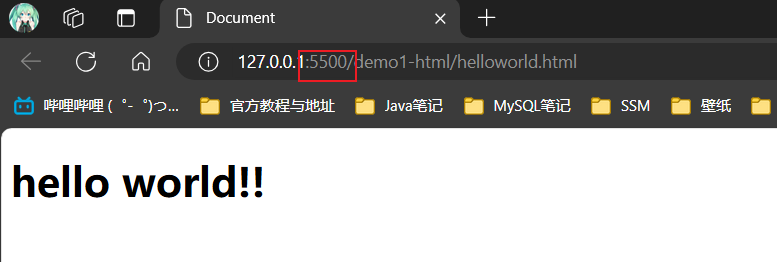 Document
127.0.0.1:5500/demo1-html/helloworld.html
哔哩哔哩 (゜-゜)つ... 官方教程与地址 Java笔记 MySQL笔记 SSM 壁纸
hello world!!